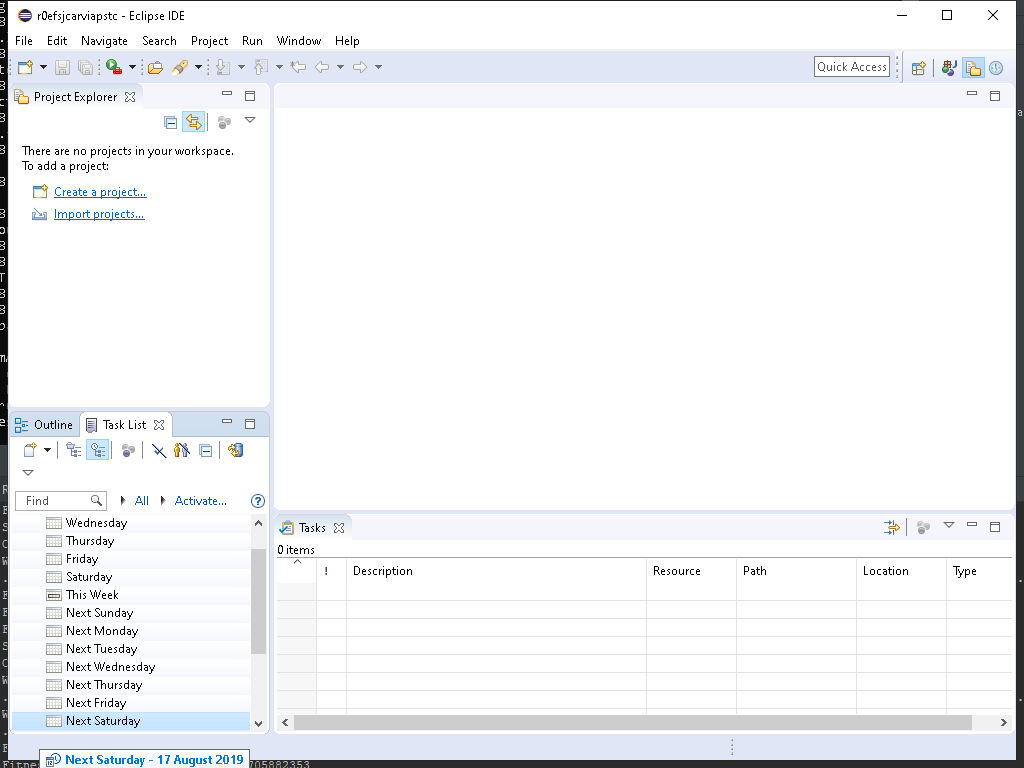 r0efsjcarviapstc - Eclipse IDE
File Edit Navigate Search Project Run Window Help
Quick Access
Project Explorer
There are no projects in your workspace.
To add a project:
Create a project...
Import projects...
Outline Task List
Find All Activate...
Wednesday
Thursday
Friday
Saturday
This Week
Next Sunday
Next Monday
Next Tuesday
Next Wednesday
Next Thursday
Next Friday
Next Saturday
Next Saturday - 17 August 2019
Tasks
0 items
! Description Resource Path Location Type
Fitne
705882353